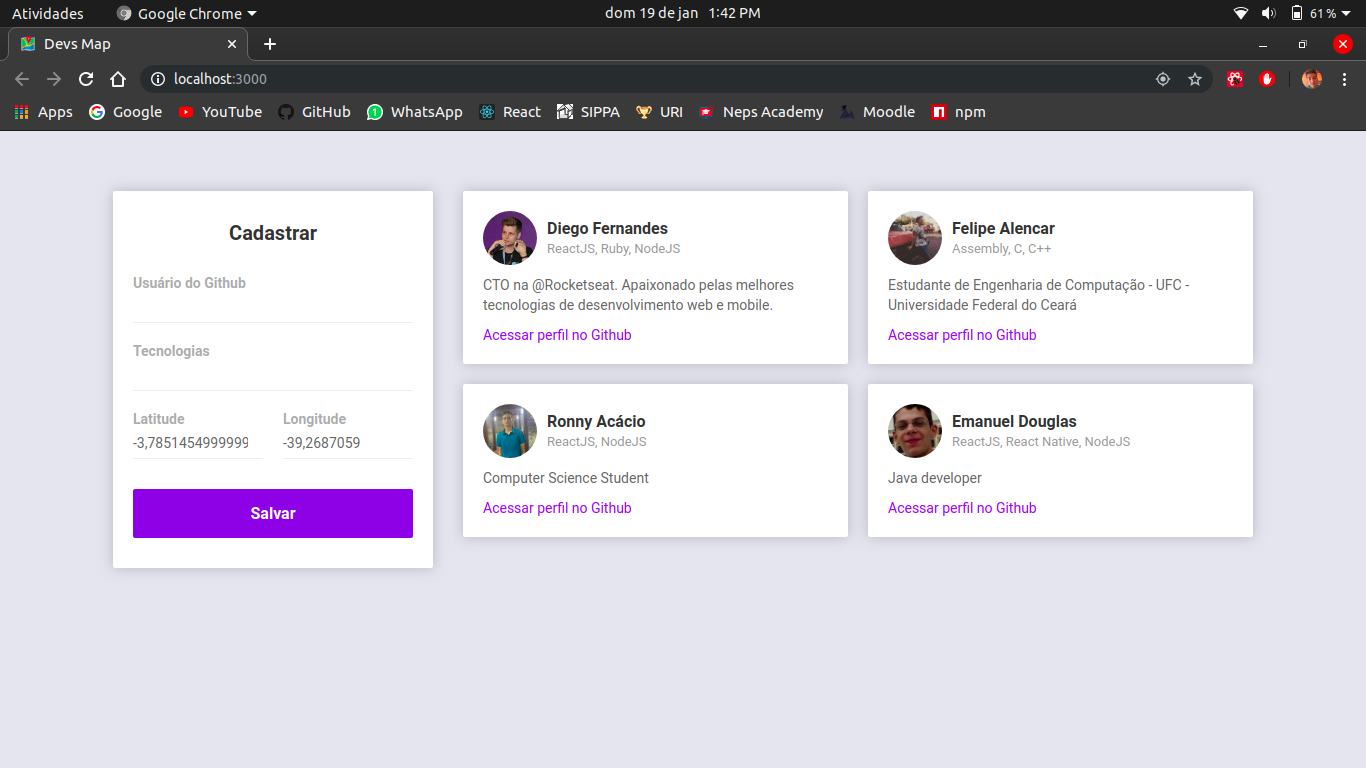 Atividades
Google Chrome
dom 19 de jan 1:42 PM
61 %
Devs Map
localhost:3000
Apps
Google
YouTube
GitHub
1
WhatsApp
React
SIPPA
URI
Neps Academy
Moodle
n
npm
Cadastrar
Usuário do Github
Tecnologias
Latitude
Longitude
-3,7851454999999
-39,2687059
Salvar
Diego Fernandes
ReactJS, Ruby, NodeJS
CTO na @Rocketseat. Apaixonado pelas melhores
tecnologias de desenvolvimento web e mobile.
Acessar perfil no Github
Felipe Alencar
Assembly, C, C++
Estudante de Engenharia de Computação - UFC -
Universidade Federal do Ceará
Acessar perfil no Github
Ronny Acácio
ReactJS, NodeJS
Computer Science Student
Acessar perfil no Github
Emanuel Douglas
ReactJS, React Native, NodeJS
Java developer
Acessar perfil no Github